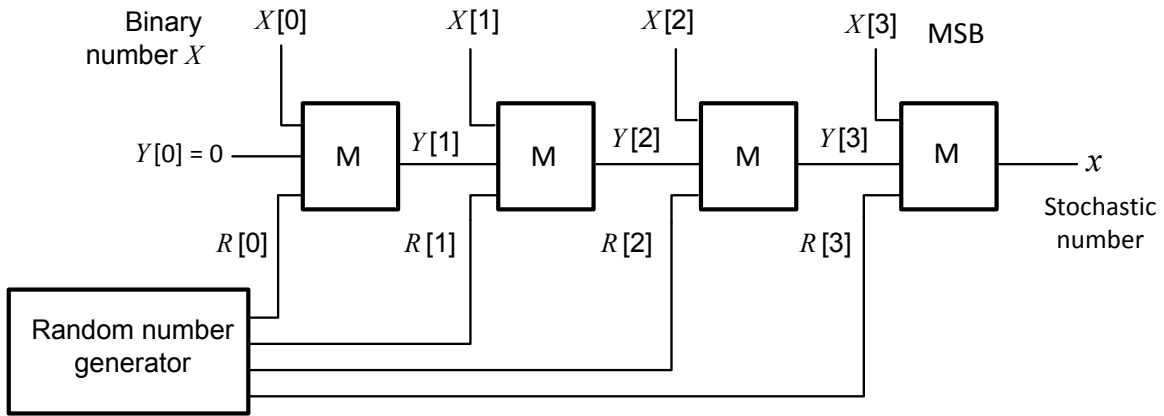 Binary
number X
X[0]
X[1]
X[2]
X[3]
MSB
Y[0] = 0
M
Y[1]
M
Y[2]
M
Y[3]
M
x
Stochastic
number
R[0]
R[1]
R[2]
R[3]
Random number
generator